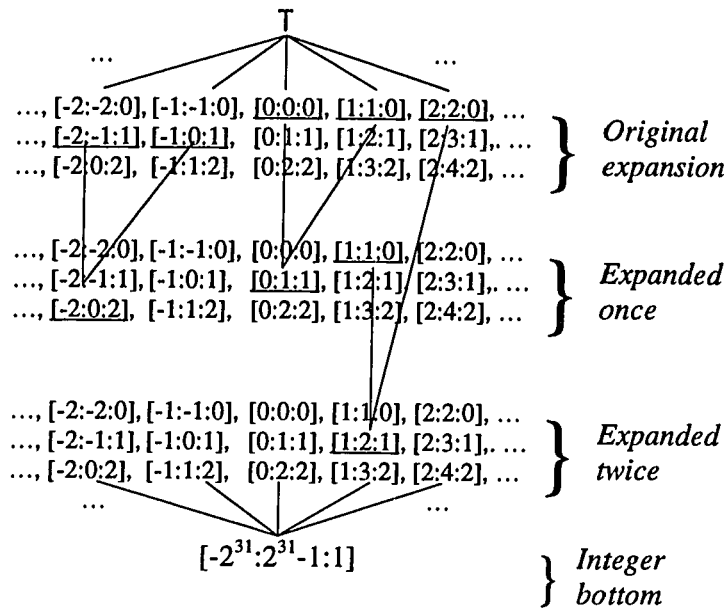 T
... ...
..., [-2:-2:0], [-1:-1:0], [0:0:0], [1:1:0], [2:2:0], ...
..., [-2:-1:1], [-1:0:1], [0:1:1], [1:2:1], [2:3:1],. ...
..., [-2:0:2], [-1:1:2], [0:2:2], [1:3:2], [2:4:2], ...
} Original
expansion
..., [-2:-2:0], [-1:-1:0], [0:0:0], [1:1:0], [2:2:0], ...
..., [-2:-1:1], [-1:0:1], [0:1:1], [1:2:1], [2:3:1],. ...
..., [-2:0:2], [-1:1:2], [0:2:2], [1:3:2], [2:4:2], ...
} Expanded
once
..., [-2:-2:0], [-1:-1:0], [0:0:0], [1:1:0], [2:2:0], ...
..., [-2:-1:1], [-1:0:1], [0:1:1], [1:2:1], [2:3:1],. ...
..., [-2:0:2], [-1:1:2], [0:2:2], [1:3:2], [2:4:2], ...
} Expanded
twice
... ...
[-2³¹:2³¹-1:1]
} Integer
bottom